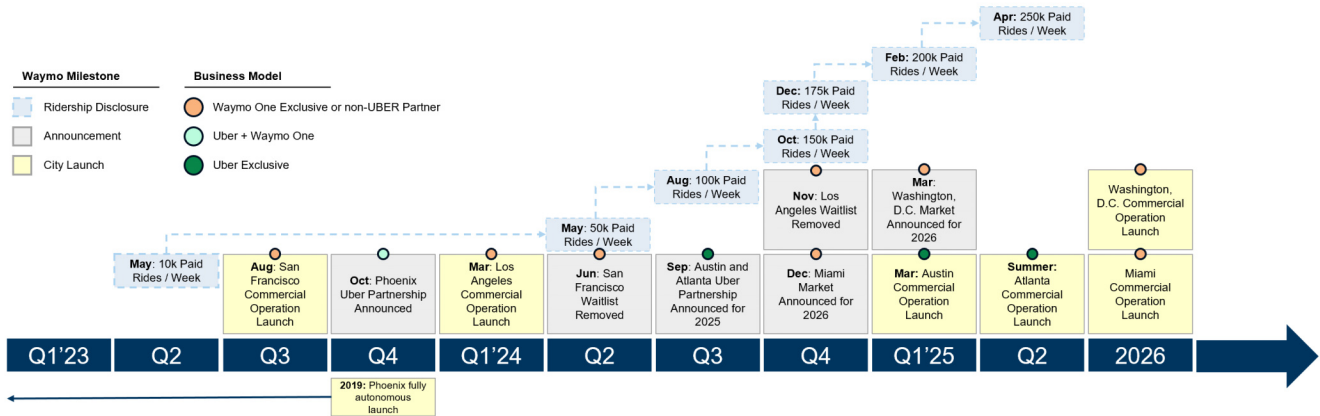 Apr: 250k Paid
Rides / Week
Feb: 200k Paid
Rides / Week
Waymo Milestone
Business Model
Dec: 175k Paid
Rides / Week
Ridership Disclosure
Waymo One Exclusive or non-UBER Partner
Announcement
Uber + Waymo One
City Launch
Uber Exclusive
Oct: 150k Paid
Rides / Week
Aug: 100k Paid
Rides / Week
May: 50k Paid
Rides / Week
May: 10k Paid
Rides / Week
Nov: Los
Angeles Waitlist
Removed
Mar:
Washington,
D.C. Market
Announced for
2026
Washington,
D.C. Commercial
Operation
Launch
Aug: San
Francisco
Commercial
Operation
Launch
Oct: Phoenix
Uber Partnership
Announced
Mar: Los
Angeles
Commercial
Operation
Launch
Jun: San
Francisco
Waitlist
Removed
Sep: Austin and
Atlanta Uber
Partnership
Announced for
2025
Dec: Miami
Market
Announced for
2026
Mar: Austin
Commercial
Operation
Launch
Summer:
Atlanta
Commercial
Operation
Launch
Miami
Commercial
Operation
Launch
Q1'23
Q2
Q3
Q4
Q1'24
Q2
Q3
Q4
Q1'25
Q2
2026
2019: Phoenix fully
autonomous
launch